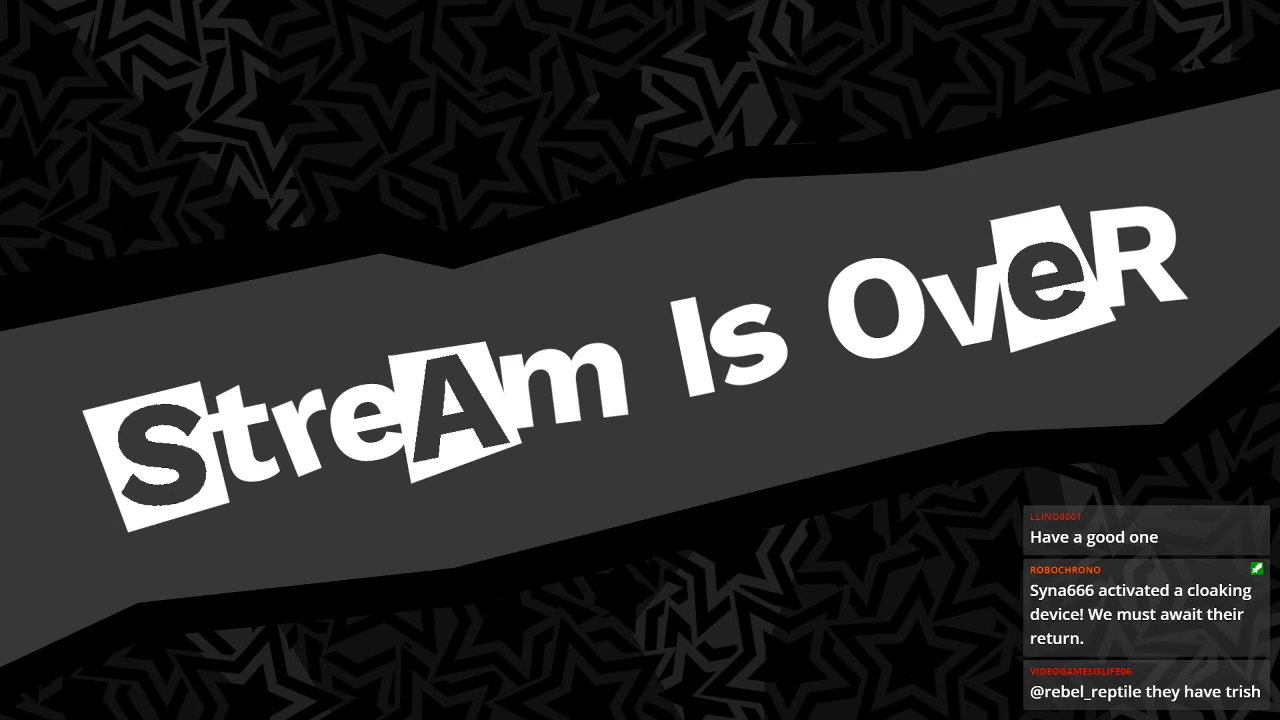 StreAm Is OveR
LLINO8001
Have a good one
ROBOCHRONO
Syna666 activated a cloaking
device! We must await their
return.
VIDEOGAMESISLIFE06
@rebel_reptile they have trish